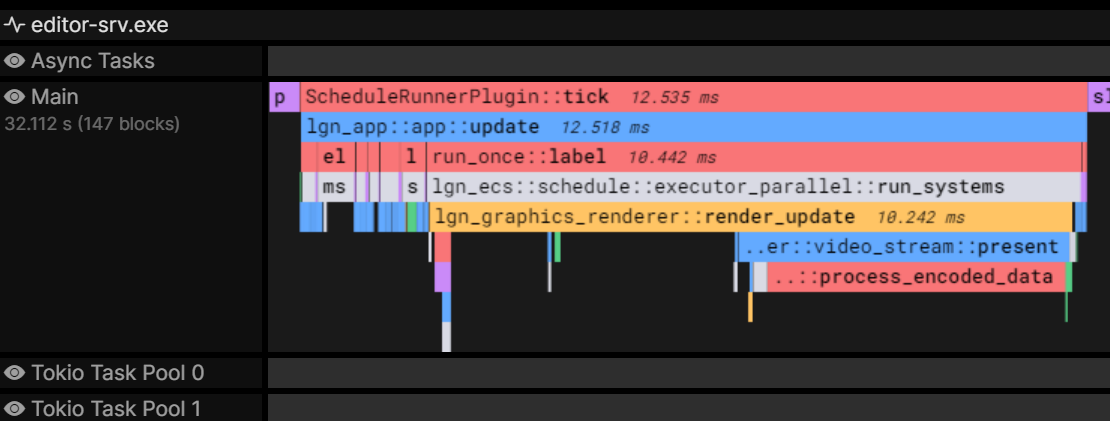 editor-srv.exe
Async Tasks
Main
32.112 s (147 blocks)
p ScheduleRunnerPlugin::tick 12.535 ms
lgn_app::app::update 12.518 ms
el l run_once::label 10.442 ms
ms s lgn_ecs::schedule::executor_parallel::run_systems
lgn_graphics_renderer::render_update 10.242 ms
..er::video_stream::present
..::process_encoded_data
Tokio Task Pool 0
Tokio Task Pool 1